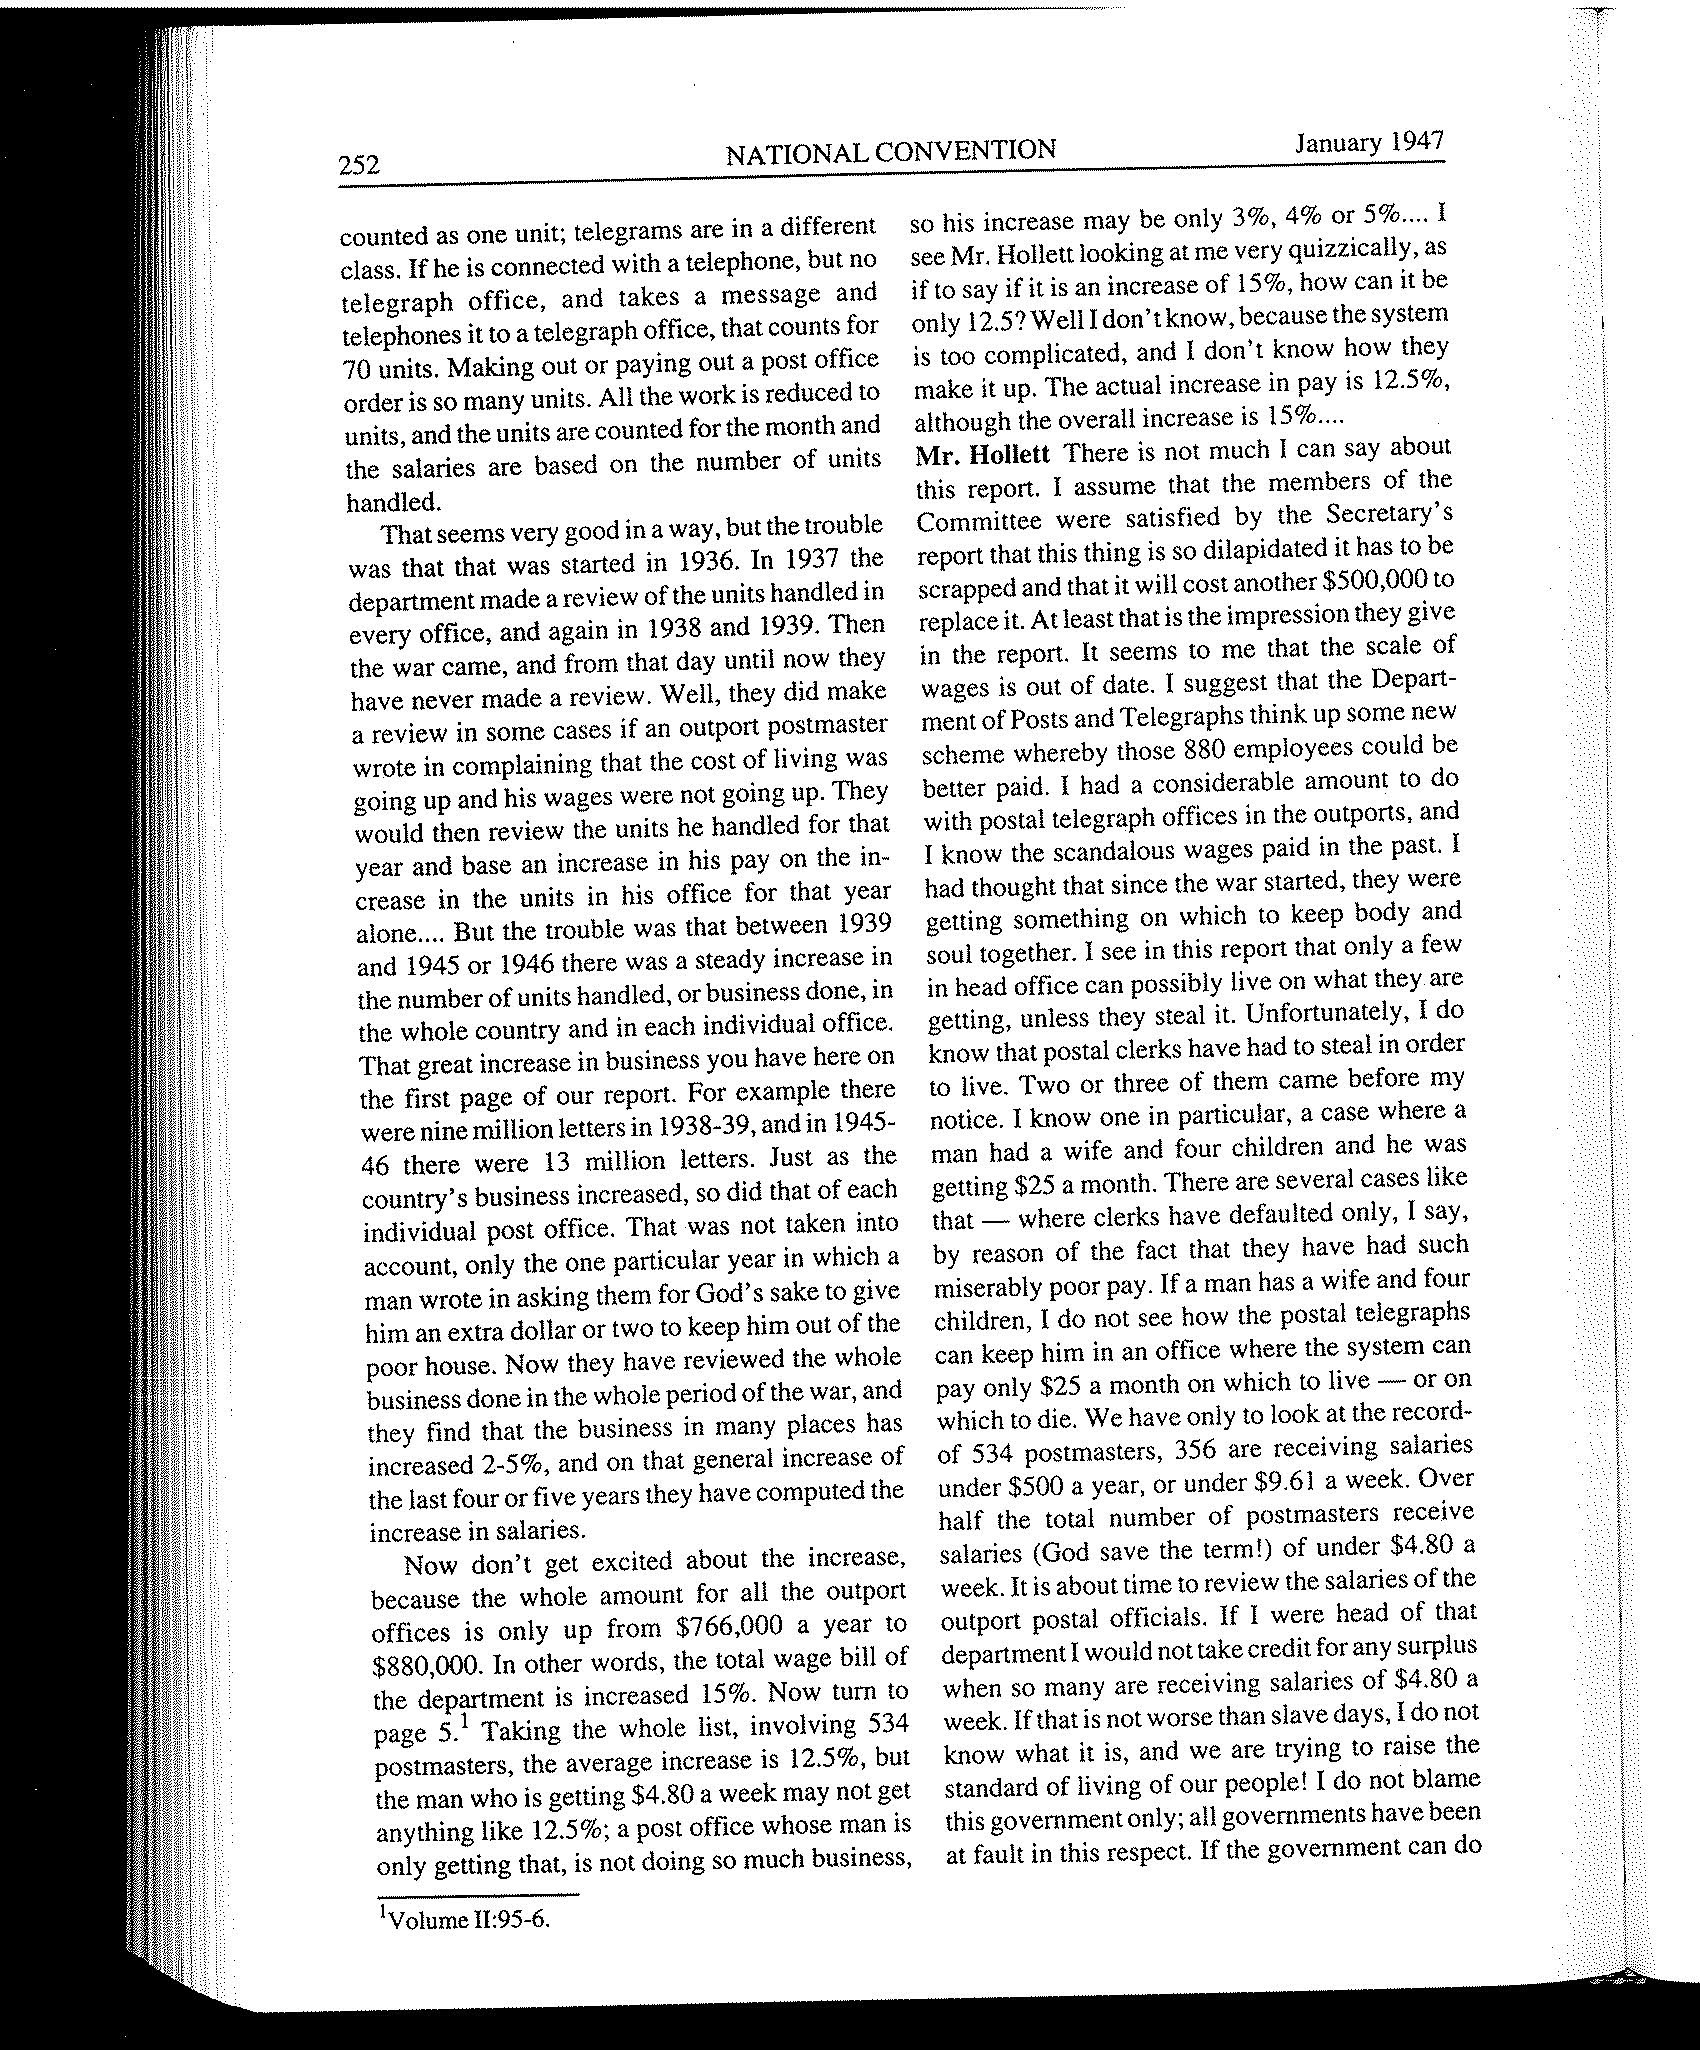 252
NATIONAL CONVENTION
January 1947
counted as one unit; telegrams are in a different
class. If he is connected with a telephone, but no
telegraph office, and takes a message and
telephones it to a telegraph office, that counts for
70 units. Making out or paying out a post office
order is so many units. All the work is reduced to
units, and the units are counted for the month and
the salaries are based on the number of units
handled.
That seems very good in a way, but the trouble
was that that was started in 1936. In 1937 the
department made a review of the units handled in
every office, and again in 1938 and 1939. Then
the war came, and from that day until now they
have never made a review. Well, they did make
a review in some cases if an outport postmaster
wrote in complaining that the cost of living was
going up and his wages were not going up. They
would then review the units he handled for that
year and base an increase in his pay on the in-
crease in the units in his office for that year
alone.... But the trouble was that between 1939
and 1945 or 1946 there was a steady increase in
the number of units handled, or business done, in
the whole country and in each individual office.
That great increase in business you have here on
the first page of our report. For example there
were nine million letters in 1938-39, and in 1945-
46 there were 13 million letters. Just as the
country's business increased, so did that of each
individual post office. That was not taken into
account, only the one particular year in which a
man wrote in asking them for God's sake to give
him an extra dollar or two to keep him out of the
poor house. Now they have reviewed the whole
business done in the whole period of the war, and
they find that the business in many places has
increased 2-5%, and on that general increase of
the last four or five years they have computed the
increase in salaries.
Now don't get excited about the increase,
because the whole amount for all the outport
offices is only up from $766,000 a year to
$880,000. In other words, the total wage bill of
the department is increased 15%. Now turn to
page 5.¹ Taking the whole list, involving 534
postmasters, the average increase is 12.5%, but
the man who is getting $4.80 a week may not get
anything like 12.5%; a post office whose man is
only getting that, is not doing so much business,
¹Volume II:95-6.
so his increase may be only 3%, 4% or 5%.... I
see Mr. Hollett looking at me very quizzically, as
if to say if it is an increase of 15%, how can it be
only 12.5? Well I don't know, because the system
is too complicated, and I don't know how they
make it up. The actual increase in pay is 12.5%,
although the overall increase is 15%....
Mr. Hollett There is not much I can say about
this report. I assume that the members of the
Committee were satisfied by the Secretary's
report that this thing is so dilapidated it has to be
scrapped and that it will cost another $500,000 to
replace it. At least that is the impression they give
in the report. It seems to me that the scale of
wages is out of date. I suggest that the Depart-
ment of Posts and Telegraphs think up some new
scheme whereby those 880 employees could be
better paid. I had a considerable amount to do
with postal telegraph offices in the outports, and
I know the scandalous wages paid in the past. I
had thought that since the war started, they were
getting something on which to keep body and
soul together. I see in this report that only a few
in head office can possibly live on what they are
getting, unless they steal it. Unfortunately, I do
know that postal clerks have had to steal in order
to live. Two or three of them came before my
notice. I know one in particular, a case where a
man had a wife and four children and he was
getting $25 a month. There are several cases like
that — where clerks have defaulted only, I say,
by reason of the fact that they have had such
miserably poor pay. If a man has a wife and four
children, I do not see how the postal telegraphs
can keep him in an office where the system can
pay only $25 a month on which to live — or on
which to die. We have only to look at the record-
of 534 postmasters, 356 are receiving salaries
under $500 a year, or under $9.61 a week. Over
half the total number of postmasters receive
salaries (God save the term!) of under $4.80 a
week. It is about time to review the salaries of the
outport postal officials. If I were head of that
department I would not take credit for any surplus
when so many are receiving salaries of $4.80 a
week. If that is not worse than slave days, I do not
know what it is, and we are trying to raise the
standard of living of our people! I do not blame
this government only; all governments have been
at fault in this respect. If the government can do